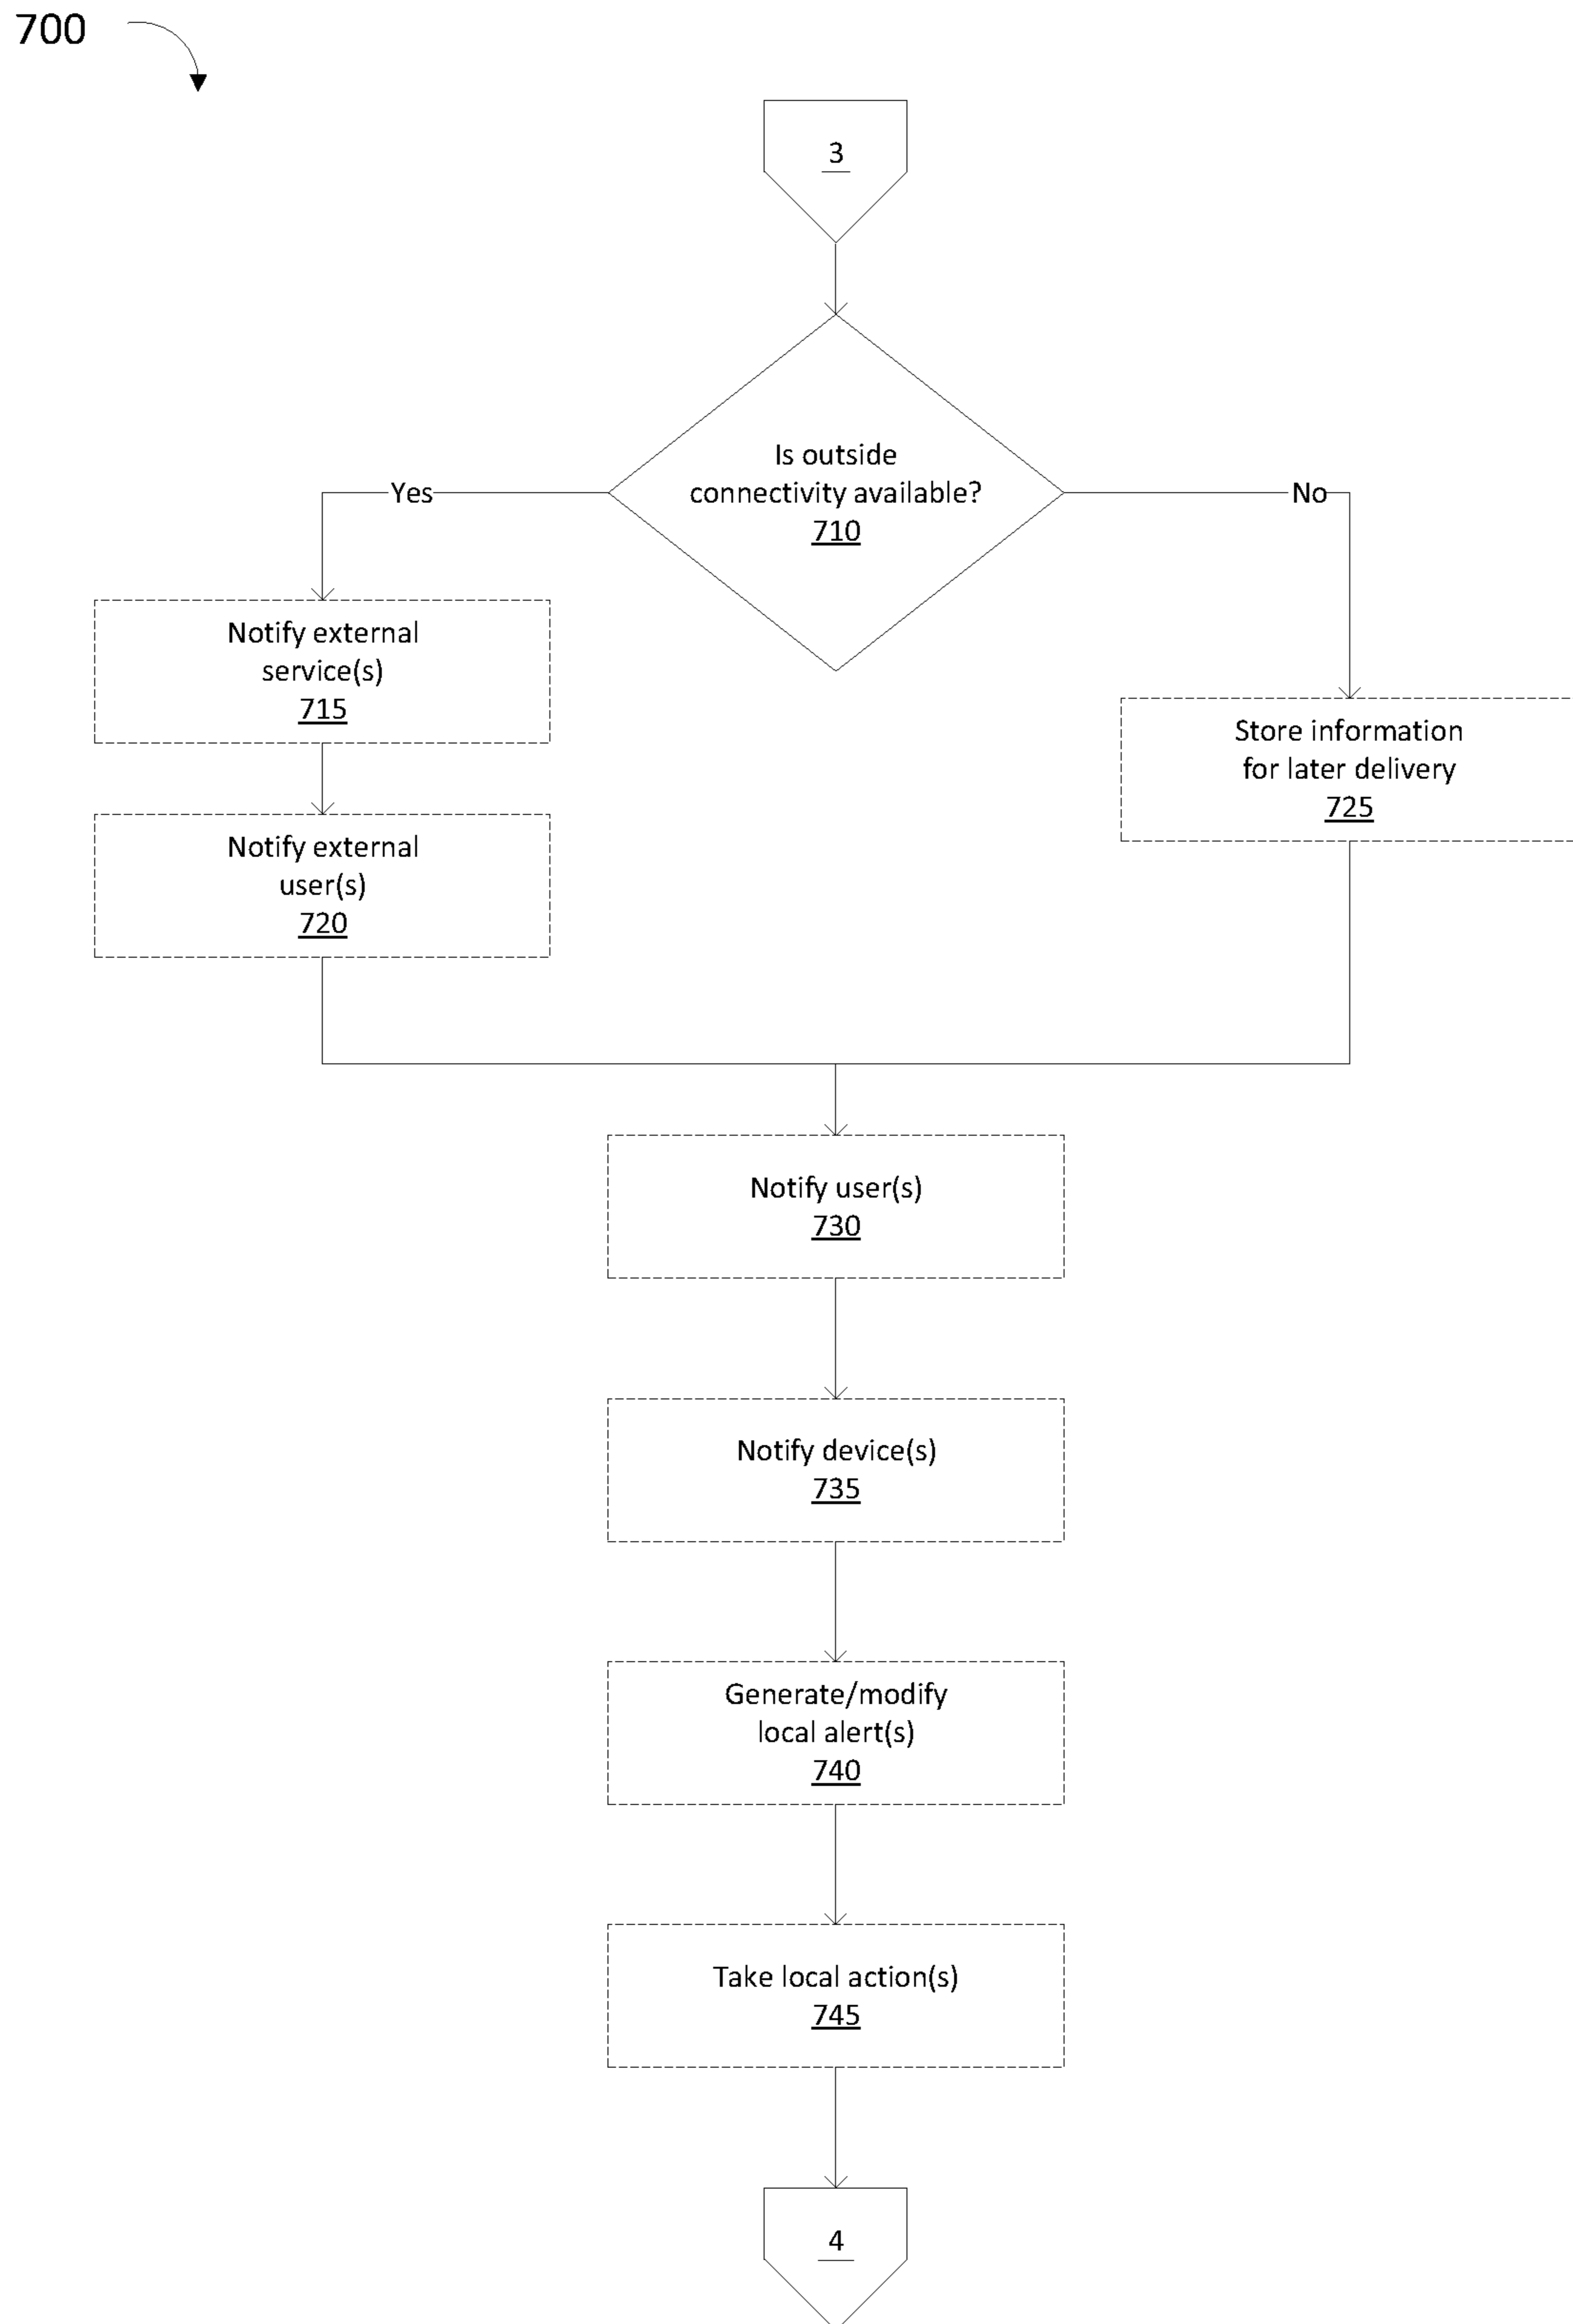 700
3
Is outside
connectivity available?
710
Yes
No
Notify external
service(s)
715
Store information
for later delivery
725
Notify external
user(s)
720
Notify user(s)
730
Notify device(s)
735
Generate/modify
local alert(s)
740
Take local action(s)
745
4